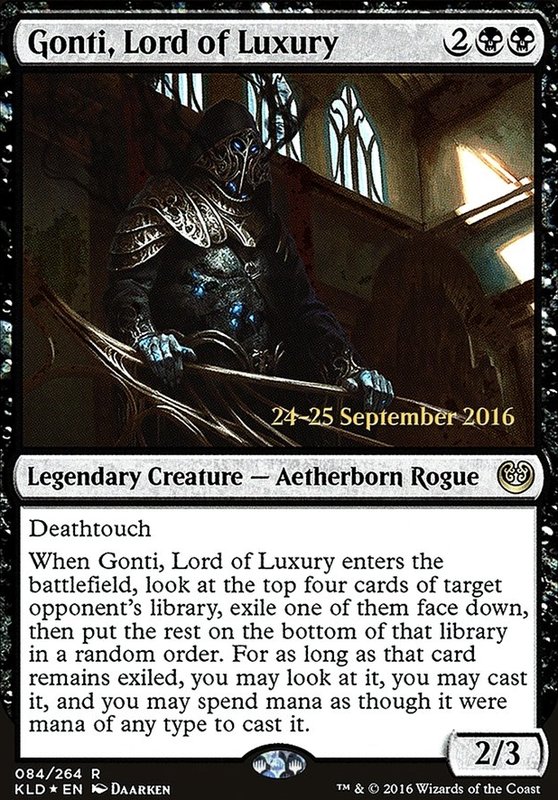 Gonti, Lord of Luxury 2
24–25 September 2016
Legendary Creature — Aetherborn Rogue
Deathtouch
When Gonti, Lord of Luxury enters the
battlefield, look at the top four cards of target
opponent's library, exile one of them face down,
then put the rest on the bottom of that library
in a random order. For as long as that card
remains exiled, you may look at it, you may cast
it, and you may spend mana as though it were
mana of any type to cast it.
2/3
084/264 R
KLD ★ EN Daarken
™ & © 2016 Wizards of the Coast